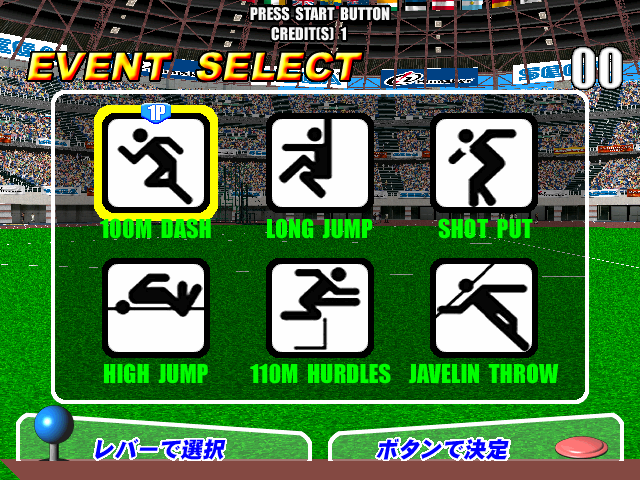 PRESS START BUTTON
CREDIT(S) 1
EVENT SELECT
00
1P
100M DASH
LONG JUMP
SHOT PUT
HIGH JUMP
110M HURDLES
JAVELIN THROW
レバーで選択
ボタンで決定